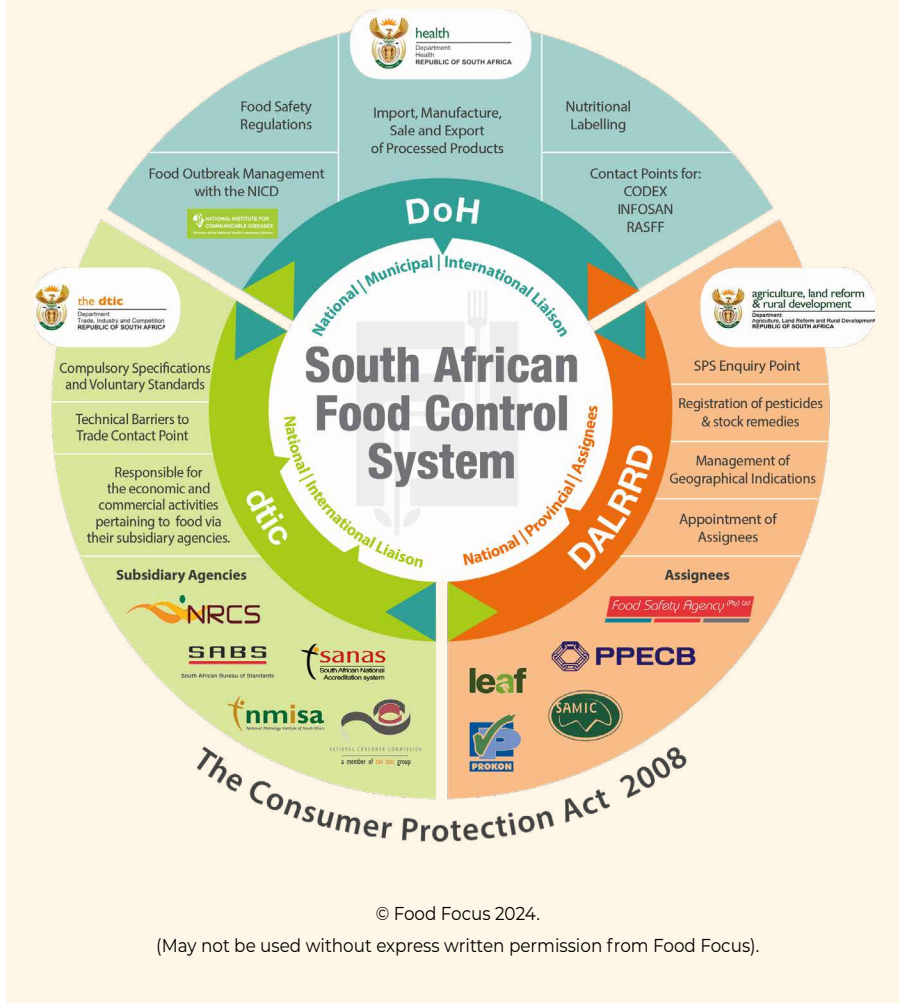 health
Department:
Health
REPUBLIC OF SOUTH AFRICA
Food Safety
Regulations
Import, Manufacture,
Sale and Export
of Processed Products
Nutritional
Labelling
Food Outbreak Management
with the NICD
NATIONAL INSTITUTE FOR
COMMUNICABLE DISEASES
Division of the National Health Laboratory Service
Contact Points for:
CODEX
INFOSAN
RASFF
DoH
National | Municipal | International Liaison
the dtic
Department:
Trade, Industry and Competition
REPUBLIC OF SOUTH AFRICA
Compulsory Specifications
and Voluntary Standards
Technical Barriers to
Trade Contact Point
Responsible for
the economic and
commercial activities
pertaining to food via
their subsidiary agencies.
Subsidiary Agencies
NRCS
SABS
South African Bureau of Standards
sanas
South African National
Accreditation system
nmisa
National Metrology Institute of South Africa
NATIONAL CONSUMER COMMISSION
a member of the dtic group
dtic
National | International Liaison
South African
Food Control
System
agriculture, land reform
& rural development
Department:
Agriculture, Land Reform and Rural Development
REPUBLIC OF SOUTH AFRICA
SPS Enquiry Point
Registration of pesticides
& stock remedies
Management of
Geographical Indications
Appointment of
Assignees
Assignees
Food Safety Agency (Pty) Ltd
PPECB
leaf
SAMIC
PROKON
DALRRD
National | Provincial | Assignees
The Consumer Protection Act 2008
© Food Focus 2024.
(May not be used without express written permission from Food Focus).